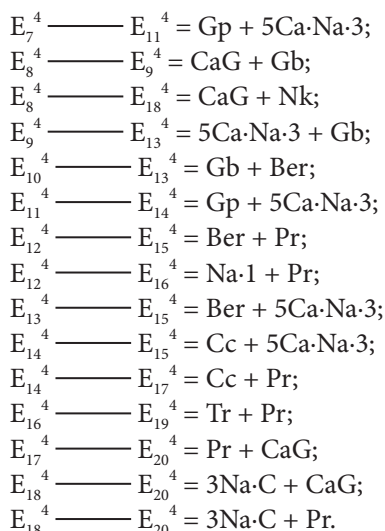 E₇⁴ —— E₁₁⁴ = Gp + 5Ca·Na·3;
E₈⁴ —— E₉⁴ = CaG + Gb;
E₈⁴ —— E₁₈⁴ = CaG + Nk;
E₉⁴ —— E₁₃⁴ = 5Ca·Na·3 + Gb;
E₁₀⁴ —— E₁₃⁴ = Gb + Ber;
E₁₁⁴ —— E₁₄⁴ = Gp + 5Ca·Na·3;
E₁₂⁴ —— E₁₅⁴ = Ber + Pr;
E₁₂⁴ —— E₁₆⁴ = Na·1 + Pr;
E₁₃⁴ —— E₁₅⁴ = Ber + 5Ca·Na·3;
E₁₄⁴ —— E₁₅⁴ = Cc + 5Ca·Na·3;
E₁₄⁴ —— E₁₇⁴ = Cc + Pr;
E₁₆⁴ —— E₁₉⁴ = Tr + Pr;
E₁₇⁴ —— E₂₀⁴ = Pr + CaG;
E₁₈⁴ —— E₂₀⁴ = 3Na·C + CaG;
E₁₈⁴ —— E₂₀⁴ = 3Na·C + Pr.